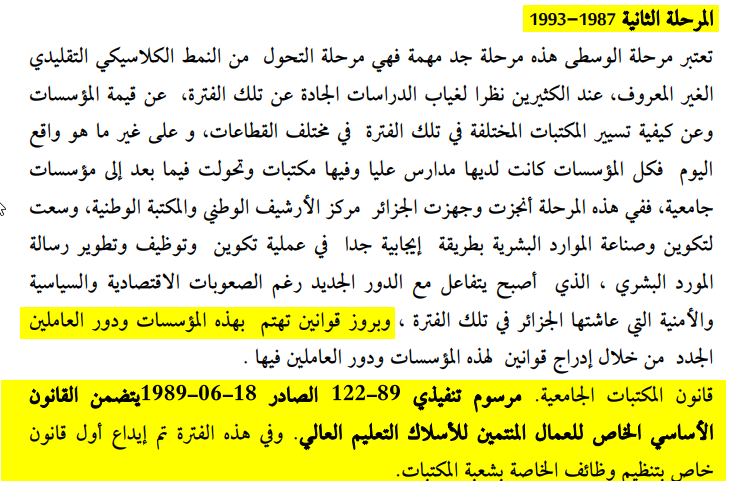 المرحلة الثانية 1987-1993
تعتبر مرحلة الوسطى هذه مرحلة جد مهمة فهي مرحلة التحول من النمط الكلاسيكي التقليدي
الغير المعروف، عند الكثيرين نظرا لغياب الدراسات الجادة عن تلك الفترة، عن قيمة المؤسسات
وعن كيفية تسيير المكتبات المختلفة في تلك الفترة في مختلف القطاعات، و على غير ما هو واقع
اليوم فكل المؤسسات كانت لديها مدارس عليا وفيها مكتبات وتحولت فيما بعد إلى مؤسسات
جامعية، ففي هذه المرحلة أنجزت وجهزت الجزائر مركز الأرشيف الوطني والمكتبة الوطنية، وسعت
لتكوين وصناعة الموارد البشرية بطريقة إيجابية جدا في عملية تكوين وتوظيف وتطوير رسالة
المورد البشري ، الذي أصبح يتفاعل مع الدور الجديد رغم الصعوبات الاقتصادية والسياسية
والأمنية التي عاشتها الجزائر في تلك الفترة ، وبروز قوانين تهتم بهذه المؤسسات ودور العاملين
الجدد من خلال إدراج قوانين لهذه المؤسسات ودور العاملين فيها .
قانون المكتبات الجامعية. مرسوم تنفيذي 89-122 الصادر 18-06-1989يتضمن القانون
الأساسي الخاص للعمال المنتمين للأسلاك التعليم العالي. وفي هذه الفترة تم إيداع أول قانون
خاص بتنظيم وظائف الخاصة بشعبة المكتبات.